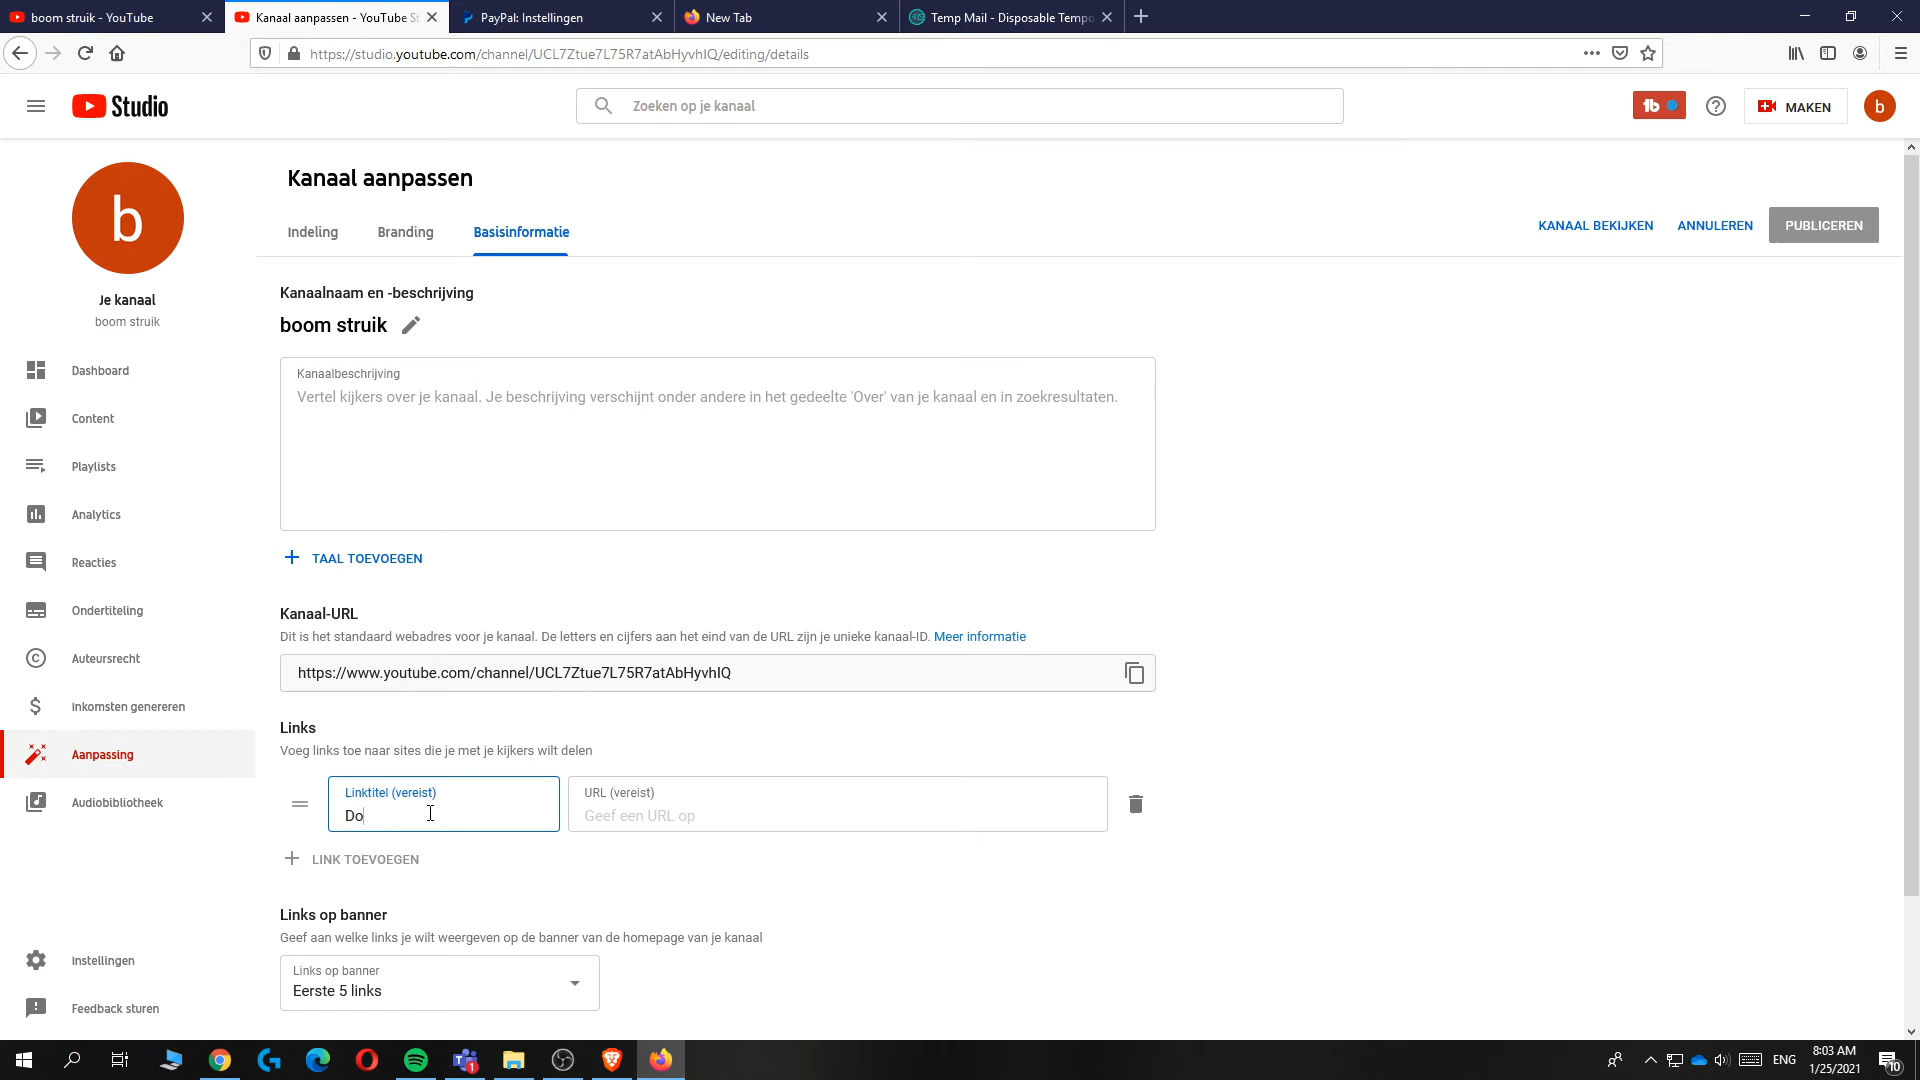 boom struik - YouTube
Kanaal aanpassen - YouTube St
PayPal: Instellingen
New Tab
Temp Mail - Disposable Tempo
https://studio.youtube.com/channel/UCL7Ztue7L75R7atAbHyvhIQ/editing/details
Studio
Zoeken op je kanaal
tb
MAKEN
b
b
Je kanaal
boom struik
Dashboard
Content
Playlists
Analytics
Reacties
Ondertiteling
Auteursrecht
Inkomsten genereren
Aanpassing
Audiobibliotheek
Instellingen
Feedback sturen
Kanaal aanpassen
Indeling
Branding
Basisinformatie
KANAAL BEKIJKEN
ANNULEREN
PUBLICEREN
Kanaalnaam en -beschrijving
boom struik
Kanaalbeschrijving
Vertel kijkers over je kanaal. Je beschrijving verschijnt onder andere in het gedeelte 'Over' van je kanaal en in zoekresultaten.
TAAL TOEVOEGEN
Kanaal-URL
Dit is het standaard webadres voor je kanaal. De letters en cijfers aan het eind van de URL zijn je unieke kanaal-ID. Meer informatie
https://www.youtube.com/channel/UCL7Ztue7L75R7atAbHyvhIQ
Links
Voeg links toe naar sites die je met je kijkers wilt delen
Linktitel (vereist)
Do
URL (vereist)
Geef een URL op
LINK TOEVOEGEN
Links op banner
Geef aan welke links je wilt weergeven op de banner van de homepage van je kanaal
Links op banner
Eerste 5 links
1
ENG
8:03 AM
1/25/2021
10